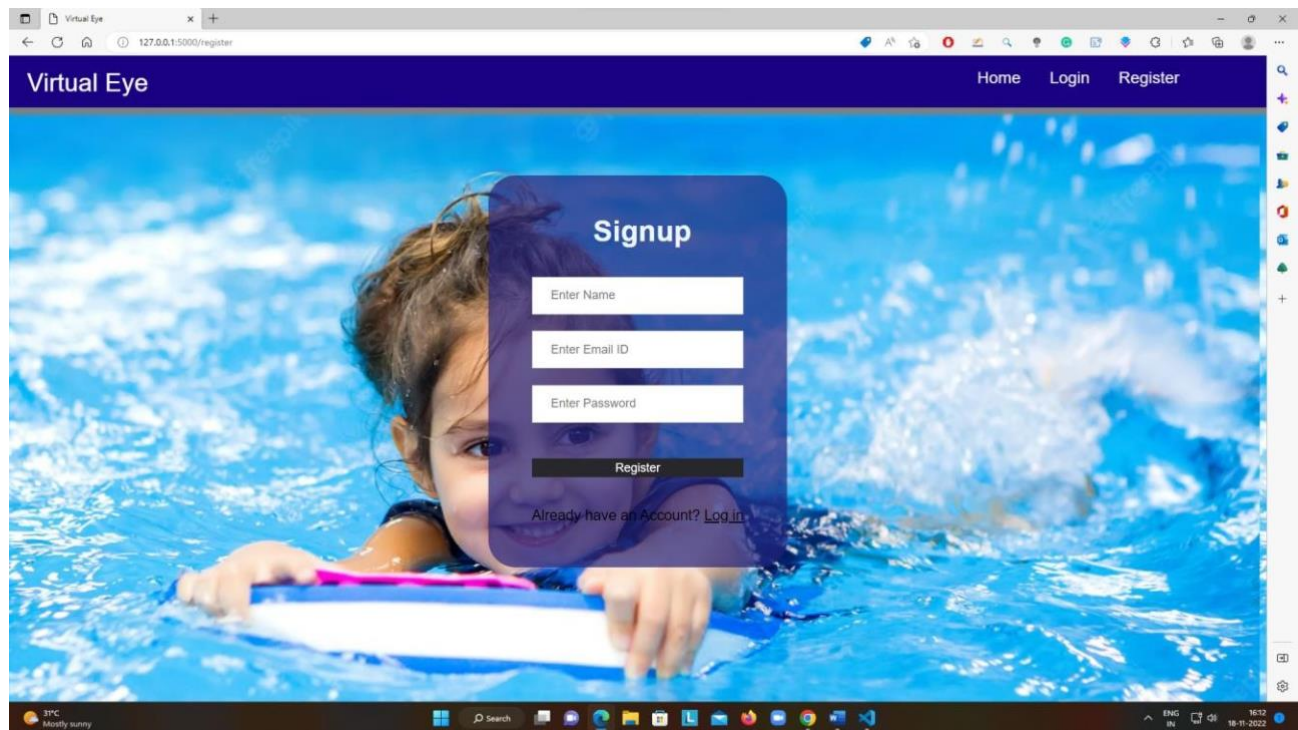 Virtual Eye
127.0.0.1:5000/register
Virtual Eye
Home Login Register
Signup
Enter Name
Enter Email ID
Enter Password
Register
Already have an Account? Log in
31°C
Mostly sunny
Search
ENG
IN
16:12
18-11-2022